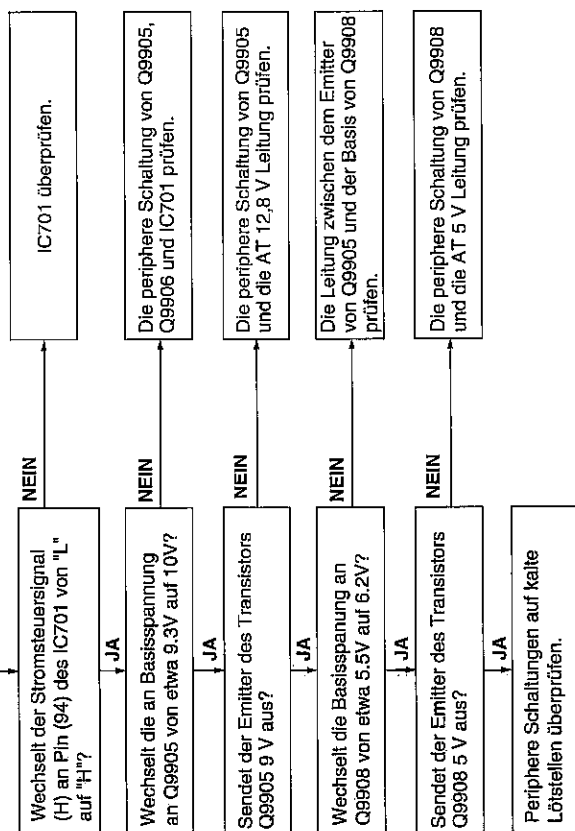 Wechselt der Stromsteuersignal
(H) an Pin (94) des IC701 von "L"
auf "H"?
NEIN
IC701 überprüfen.
JA
Wechselt die an Basisspannung
an Q9905 von etwa 9.3V auf 10V?
NEIN
Die periphere Schaltung von Q9905,
Q9906 und IC701 prüfen.
JA
Sendet der Emitter des Transistors
Q9905 9 V aus?
NEIN
Die periphere Schaltung von Q9905
und die AT 12,8 V Leitung prüfen.
JA
Wechselt die Basisspanung an
Q9908 von etwa 5.5V auf 6.2V?
NEIN
Die Leitung zwischen dem Emitter
von Q9905 und der Basis von Q9908
prüfen.
JA
Sendet der Emitter des Transistors
Q9908 5 V aus?
NEIN
Die periphere Schaltung von Q9908
und die AT 5 V Leitung prüfen.
JA
Periphere Schaltungen auf kalte
Lötstellen überprüfen.